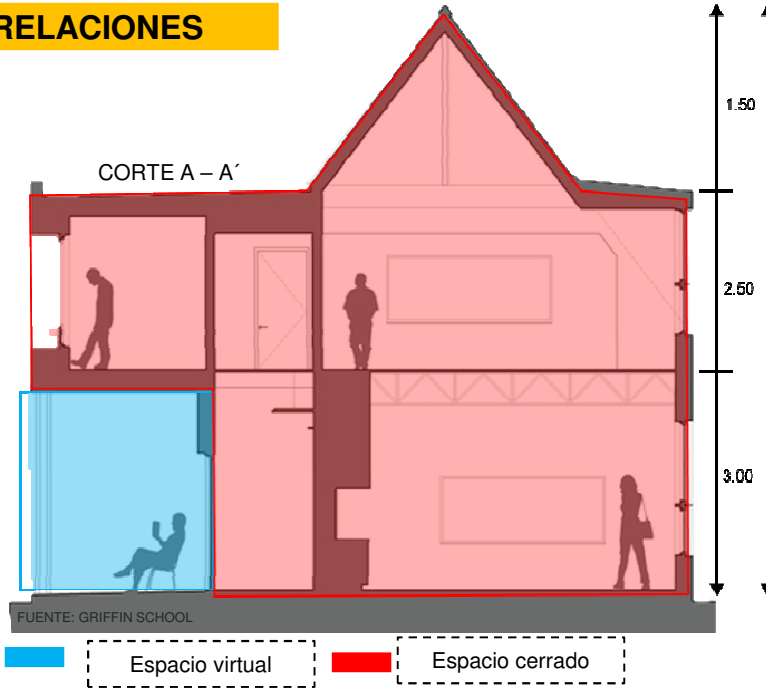 RELACIONES
CORTE A – A´
1.50
2.50
3.00
FUENTE: GRIFFIN SCHOOL
Espacio virtual
Espacio cerrado